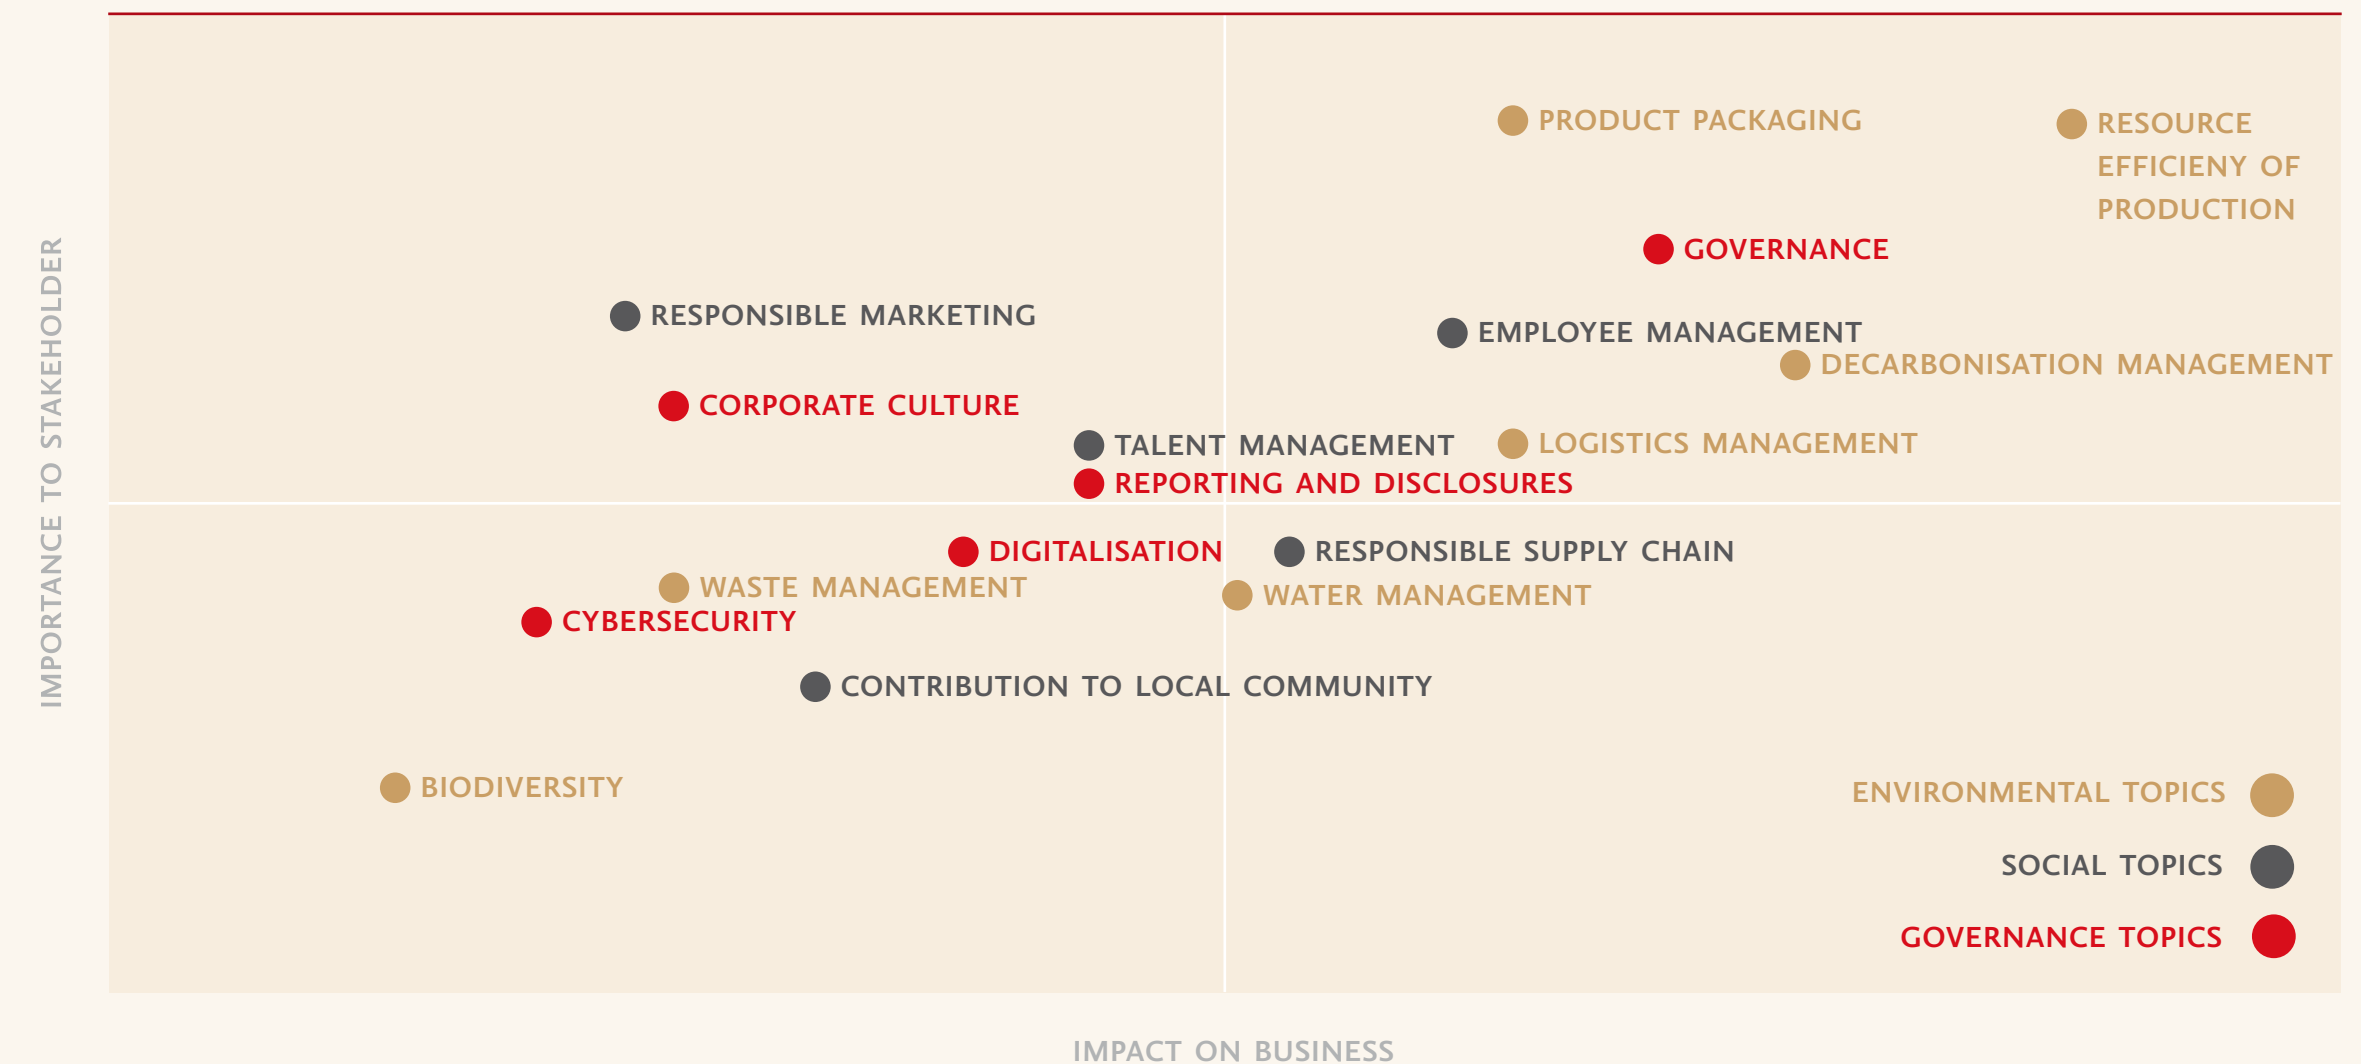 IMPORTANCE TO STAKEHOLDER
PRODUCT PACKAGING
RESOURCE
EFFICIENY OF
PRODUCTION
GOVERNANCE
RESPONSIBLE MARKETING
EMPLOYEE MANAGEMENT
DECARBONISATION MANAGEMENT
CORPORATE CULTURE
TALENT MANAGEMENT
LOGISTICS MANAGEMENT
REPORTING AND DISCLOSURES
DIGITALISATION
RESPONSIBLE SUPPLY CHAIN
WASTE MANAGEMENT
WATER MANAGEMENT
CYBERSECURITY
CONTRIBUTION TO LOCAL COMMUNITY
BIODIVERSITY
ENVIRONMENTAL TOPICS
SOCIAL TOPICS
GOVERNANCE TOPICS
IMPACT ON BUSINESS